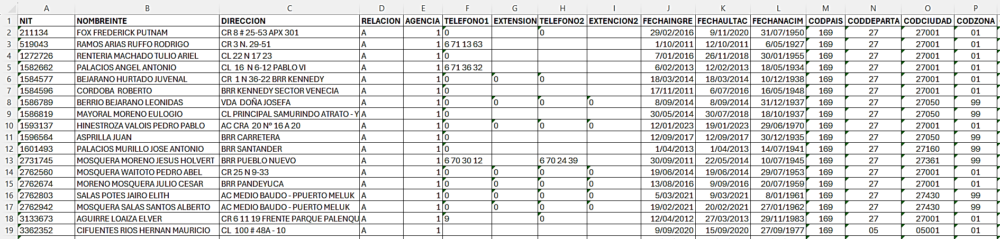 A B C D E F G H I J K L M N O P
1 NIT NOMBREINTE DIRECCION RELACION AGENCIA TELEFONO1 EXTENSION TELEFONO2 EXTENCION2 FECHAINGRE FECHAULTAC FECHANACIM CODPAIS CODDEPARTA CODCIUDAD CODZONA
2 211134 FOX FREDERICK PUTNAM CR 8 # 25-53 APX 301 A 1 0 0 29/02/2016 9/11/2020 31/07/1950 169 27 27001 01
3 519043 RAMOS ARIAS RUFFO RODRIGO CR 3 N. 29-51 A 1 6 71 13 63 1/10/2011 12/10/2011 6/05/1927 169 27 27001 01
4 1272726 RENTERIA MACHADO TULIO ARIEL CL 22 N 17 23 A 1 0 7/01/2016 26/11/2018 30/01/1955 169 27 27001 01
5 1582662 PALACIOS ANGEL ANTONIO CL 16 N 6-12 PABLO VI A 1 6 71 36 32 6/02/2013 12/02/2013 18/05/1934 169 27 27001 01
6 1584577 BEJARANO HURTADO JUVENAL CR 1 N 36-22 BRR KENNEDY A 1 0 0 0 18/03/2014 18/03/2014 10/12/1938 169 27 27001 01
7 1584596 CORDOBA ROBERTO BRR KENNEDY SECTOR VENECIA A 1 0 17/11/2011 6/07/2016 16/05/1948 169 27 27001 01
8 1586789 BERRIO BEJARANO LEONIDAS VDA DOÑA JOSEFA A 1 0 0 0 0 8/09/2014 8/09/2014 31/12/1937 169 27 27050 99
9 1586819 MAYORAL MORENO EULOGIO CL PRINCIPAL SAMURINDO ATRATO - Y A 1 0 30/05/2014 30/07/2018 18/10/1937 169 27 27050 99
10 1593137 HINESTROZA VALOIS PEDRO PABLO AC CRA 20 Nº 16 A 20 A 1 0 0 0 0 12/01/2023 19/01/2023 29/06/1970 169 27 27001 01
11 1596564 ASPRILLA JUAN BRR CARRETERA A 1 0 12/09/2017 12/09/2017 30/12/1935 169 27 27050 99
12 1601493 PALACIOS MURILLO JOSE ANTONIO BRR SANTANDER A 1 0 1/04/2013 1/04/2013 14/07/1941 169 27 27160 99
13 2731745 MOSQUERA MORENO JESUS HOLVERT BRR PUEBLO NUEVO A 1 6 70 30 12 6 70 24 39 30/09/2011 22/05/2014 10/07/1945 169 27 27361 99
14 2762560 MOSQUERA WAITOTO PEDRO ABEL CR 25 N 9-33 A 1 0 0 0 0 19/06/2014 19/06/2014 29/07/1953 169 27 27001 01
15 2762674 MORENO MOSQUERA JULIO CESAR BRR PANDEYUCA A 1 0 0 0 0 13/08/2016 9/09/2016 20/07/1959 169 27 27001 01
16 2762803 SALAS POTES JAIRO ELITH AC MEDIO BAUDO - PPUERTO MELUK A 1 0 0 0 0 5/03/2021 9/03/2021 8/01/1961 169 27 27430 99
17 2762942 MOSQUERA SALAS SANTOS ALBERTO AC MEDIO BAUDO - PUERTO MELUK A 1 0 0 0 0 19/02/2021 20/02/2021 27/01/1962 169 27 27430 99
18 3133673 AGUIRRE LOAIZA ELVER CR 6 11 19 FRENTE PARQUE PALENQU A 1 9 0 12/04/2012 27/03/2013 29/11/1983 169 27 27001 01
19 3362352 CIFUENTES RIOS HERNAN MAURICIO CL 100 # 48A - 10 A 1 9/09/2020 15/09/2020 27/09/1977 169 05 05001 01